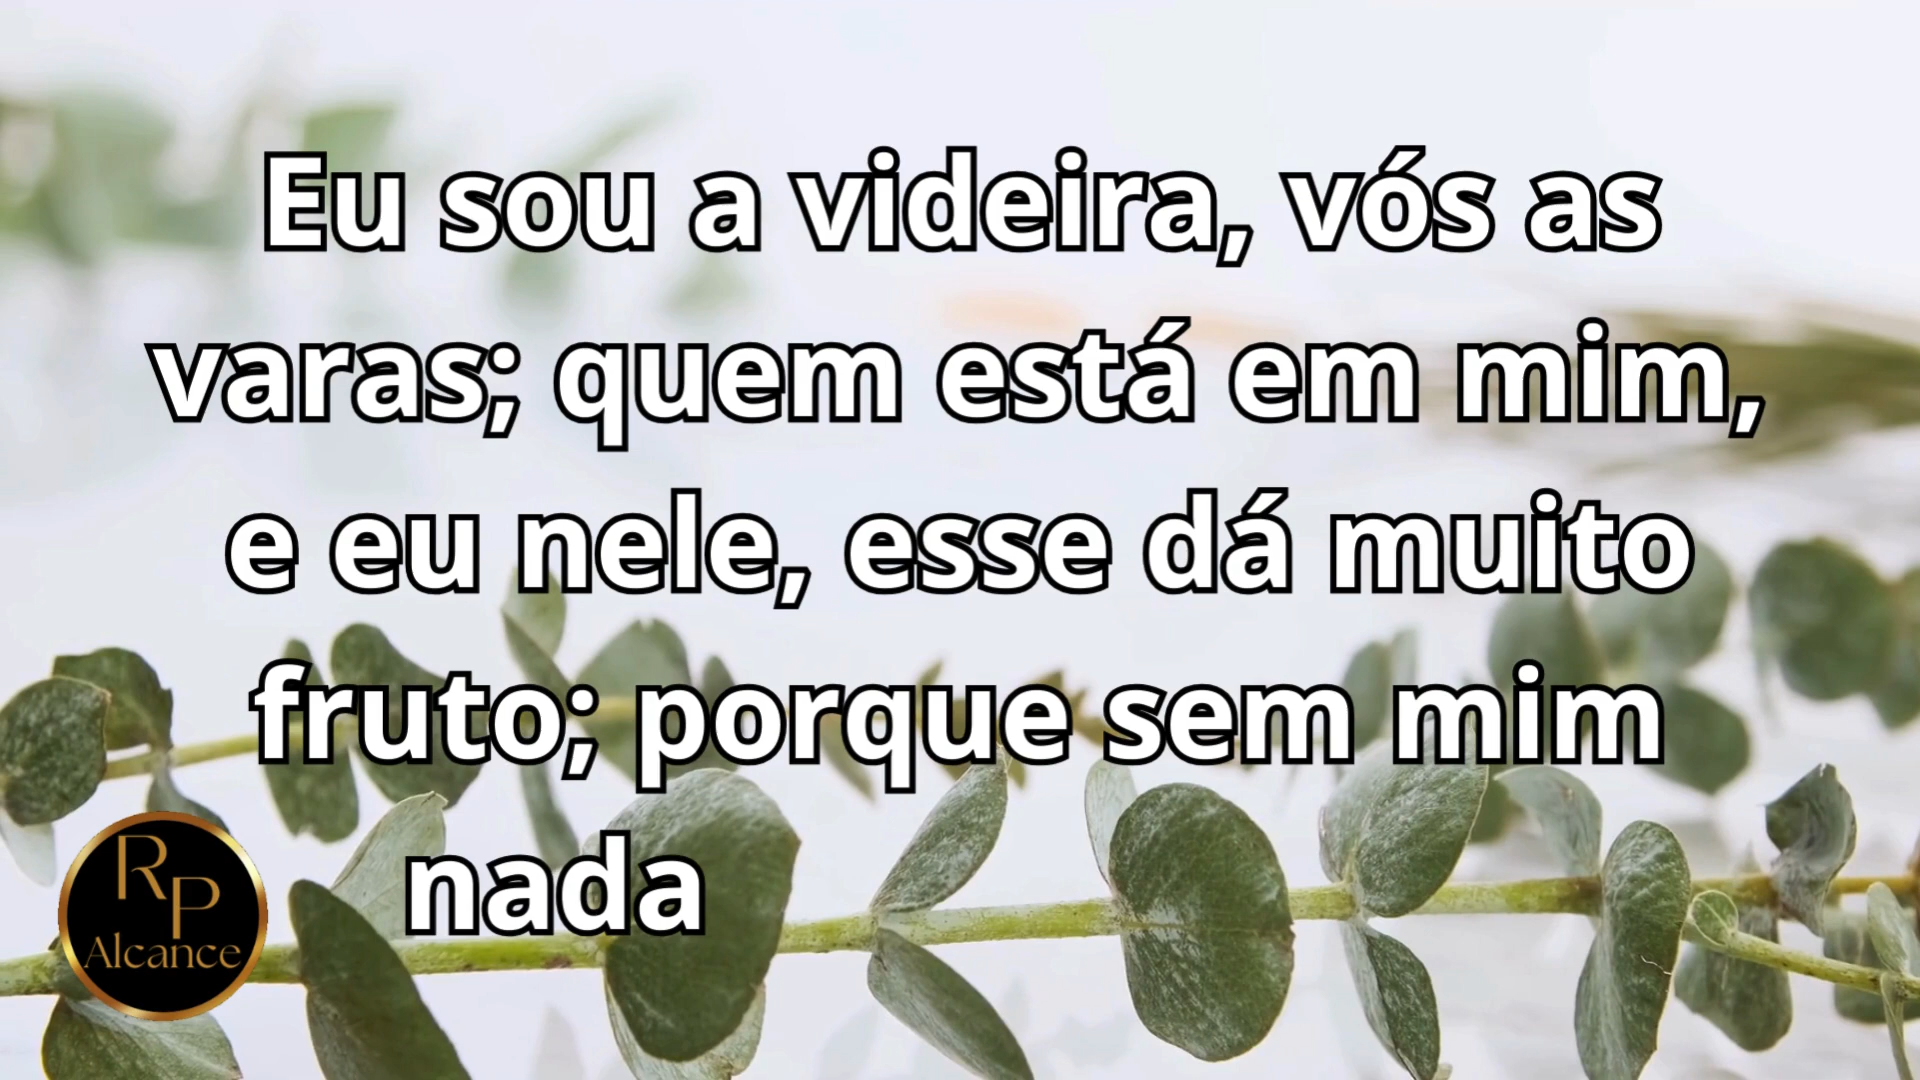 Eu sou a videira, vós as
varas; quem está em mim,
e eu nele, esse dá muito
fruto; porque sem mim
nada
RP
Alcance